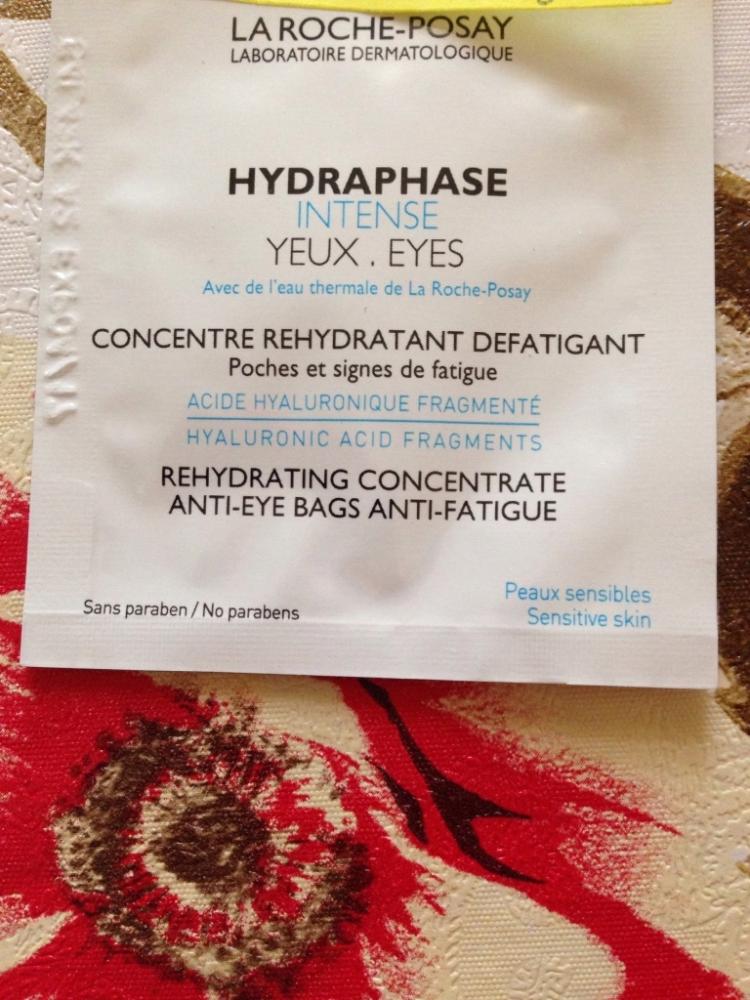 LA ROCHE-POSAY
LABORATOIRE DERMATOLOGIQUE
HYDRAPHASE
INTENSE
YEUX . EYES
Avec de l'eau thermale de La Roche-Posay
CONCENTRE REHYDRATANT DEFATIGANT
Poches et signes de fatigue
ACIDE HYALURONIQUE FRAGMENTÉ
HYALURONIC ACID FRAGMENTS
REHYDRATING CONCENTRATE
ANTI-EYE BAGS ANTI-FATIGUE
Sans paraben / No parabens
Peaux sensibles
Sensitive skin